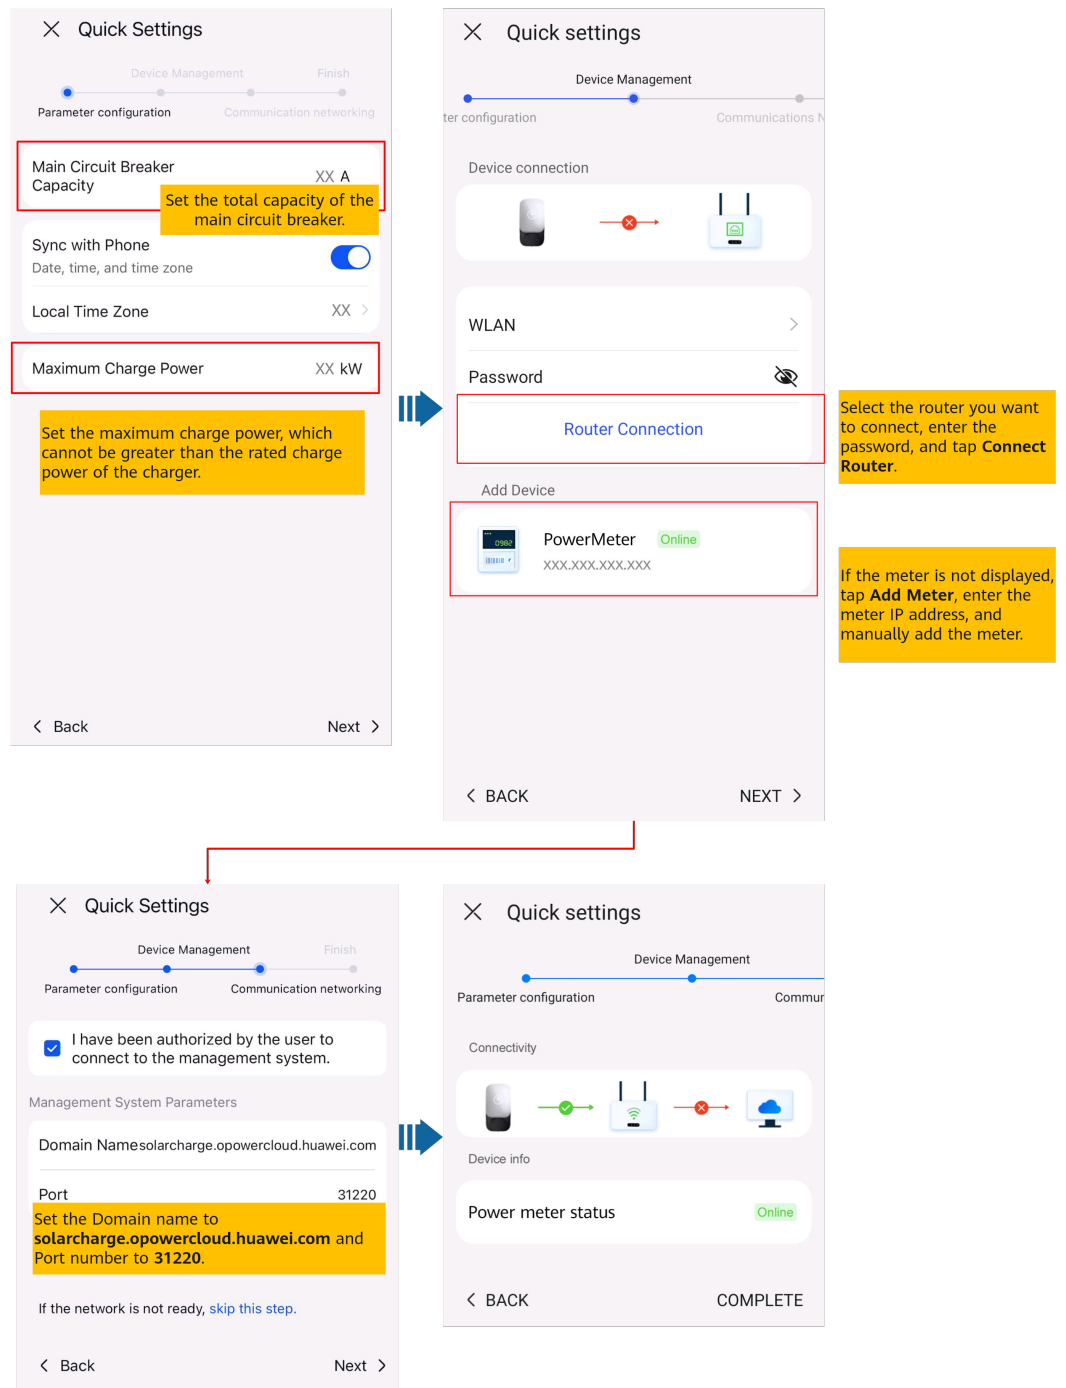 Quick Settings
Device Management
Finish
Parameter configuration
Communication networking
Main Circuit Breaker
Capacity
XX A
Set the total capacity of the
main circuit breaker.
Sync with Phone
Date, time, and time zone
Local Time Zone
XX
Maximum Charge Power
XX kW
Set the maximum charge power, which
cannot be greater than the rated charge
power of the charger.
Back
Next
Quick settings
Device Management
ter configuration
Communications N
Device connection
WLAN
Password
Router Connection
Add Device
PowerMeter
Online
XXX.XXX.XXX.XXX
BACK
NEXT
Select the router you want
to connect, enter the
password, and tap Connect
Router.
If the meter is not displayed,
tap Add Meter, enter the
meter IP address, and
manually add the meter.
Quick Settings
Device Management
Finish
Parameter configuration
Communication networking
I have been authorized by the user to
connect to the management system.
Management System Parameters
Domain Name solarcharge.opowercloud.huawei.com
Port
31220
Set the Domain name to
solarcharge.opowercloud.huawei.com and
Port number to 31220.
If the network is not ready, skip this step.
Back
Next
Quick settings
Device Management
Parameter configuration
Commur
Connectivity
Device info
Power meter status
Online
BACK
COMPLETE